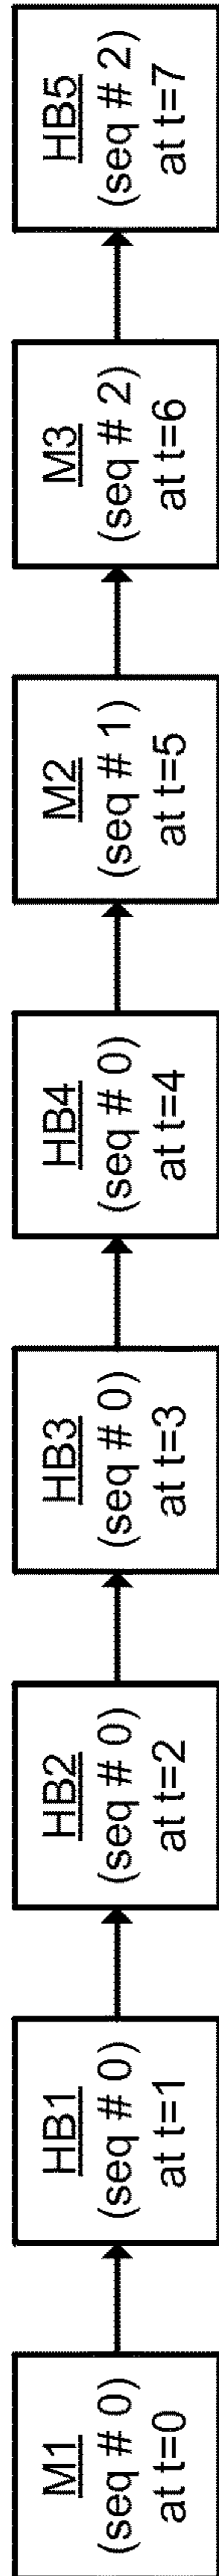 M1
(seq # 0)
at t=0
HB1
(seq # 0)
at t=1
HB2
(seq # 0)
at t=2
HB3
(seq # 0)
at t=3
HB4
(seq # 0)
at t=4
M2
(seq # 1)
at t=5
M3
(seq # 2)
at t=6
HB5
(seq # 2)
at t=7